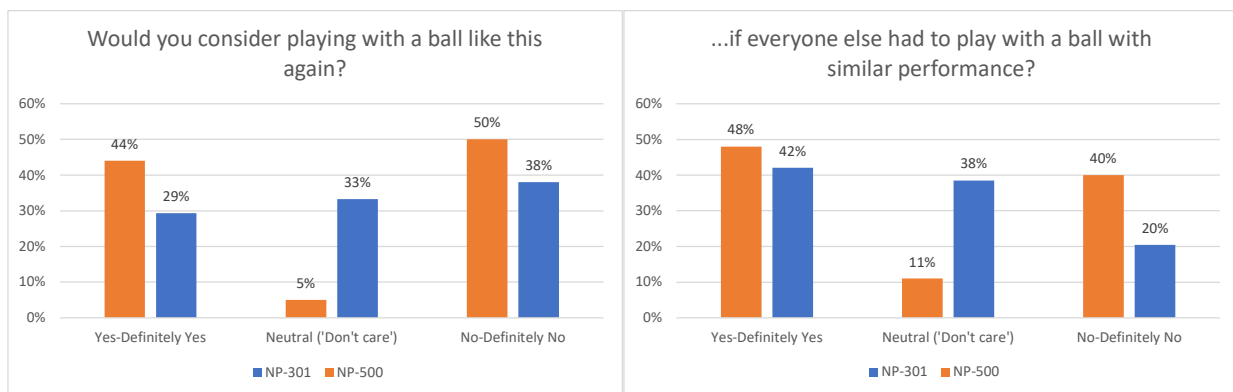 Would you consider playing with a ball like this
again?
60%
50%
40%
30%
20%
10%
0%
44%
29%
5%
33%
50%
38%
Yes-Definitely Yes
Neutral ('Don't care')
No-Definitely No
NP-301
NP-500
...if everyone else had to play with a ball with
similar performance?
60%
50%
40%
30%
20%
10%
0%
48%
42%
11%
38%
40%
20%
Yes-Definitely Yes
Neutral ('Don't care')
No-Definitely No
NP-301
NP-500